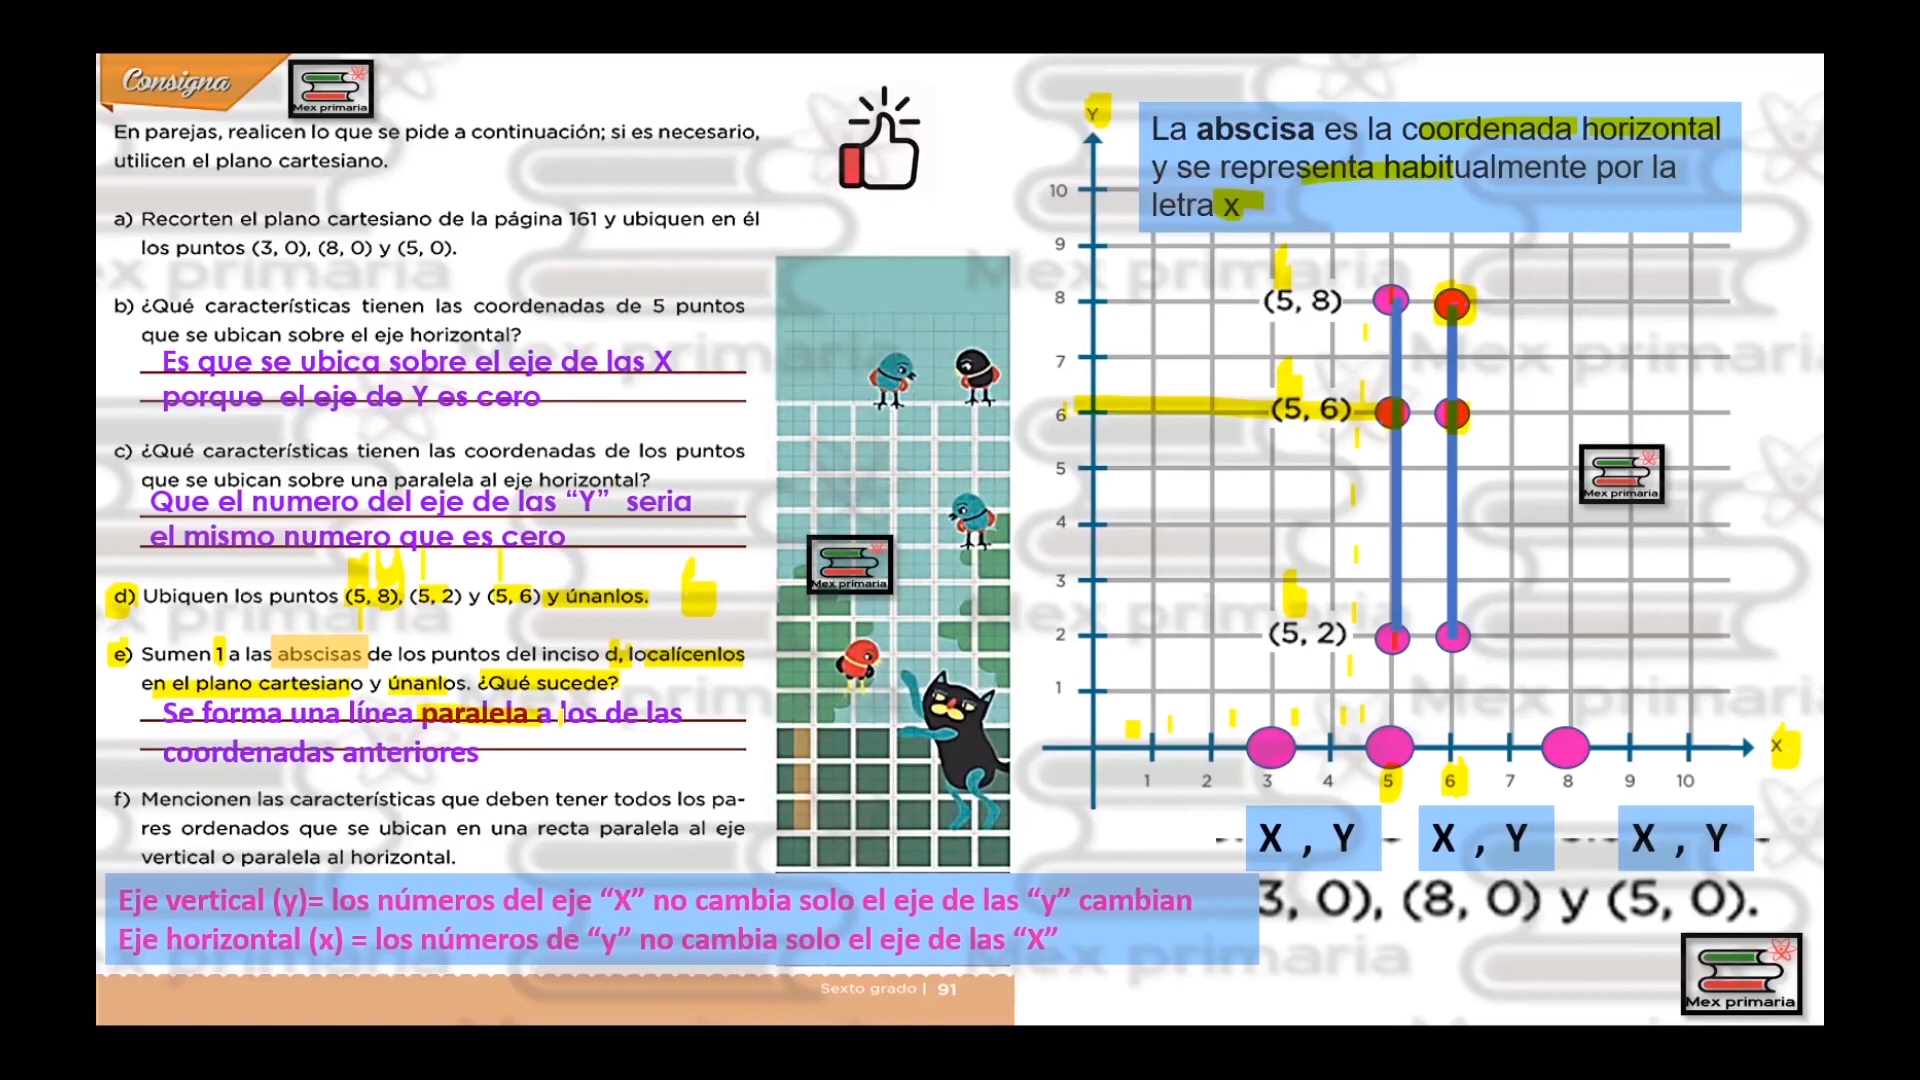 Consigna
Mex primaria
En parejas, realicen lo que se pide a continuación; si es necesario,
utilicen el plano cartesiano.
a) Recorten el plano cartesiano de la página 161 y ubiquen en él
los puntos (3, 0), (8, 0) y (5, 0).
b) ¿Qué características tienen las coordenadas de 5 puntos
que se ubican sobre el eje horizontal?
Es que se ubica sobre el eje de las X
porque el eje de Y es cero
c) ¿Qué características tienen las coordenadas de los puntos
que se ubican sobre una paralela al eje horizontal?
Que el numero del eje de las “Y” seria
el mismo numero que es cero
d) Ubiquen los puntos (5, 8), (5, 2) y (5, 6) y únanlos.
e) Sumen 1 a las abscisas de los puntos del inciso d, localícenlos
en el plano cartesiano y únanlos. ¿Qué sucede?
Se forma una línea paralela a los de las
coordenadas anteriores
f) Mencionen las características que deben tener todos los pa-
res ordenados que se ubican en una recta paralela al eje
vertical o paralela al horizontal.
Eje vertical (y)= los números del eje “X” no cambia solo el eje de las “y” cambian
Eje horizontal (x) = los números de “y” no cambia solo el eje de las “X”
Sexto grado | 91
Mex primaria
La abscisa es la coordenada horizontal
y se representa habitualmente por la
letra x
Y
10
9
8
7
6
5
4
3
2
1
(5, 8)
(5, 6)
(5, 2)
Mex primaria
X
1 2 3 4 5 6 7 8 9 10
X , Y X , Y X , Y
3, 0), (8, 0) y (5, 0).
Mex primaria